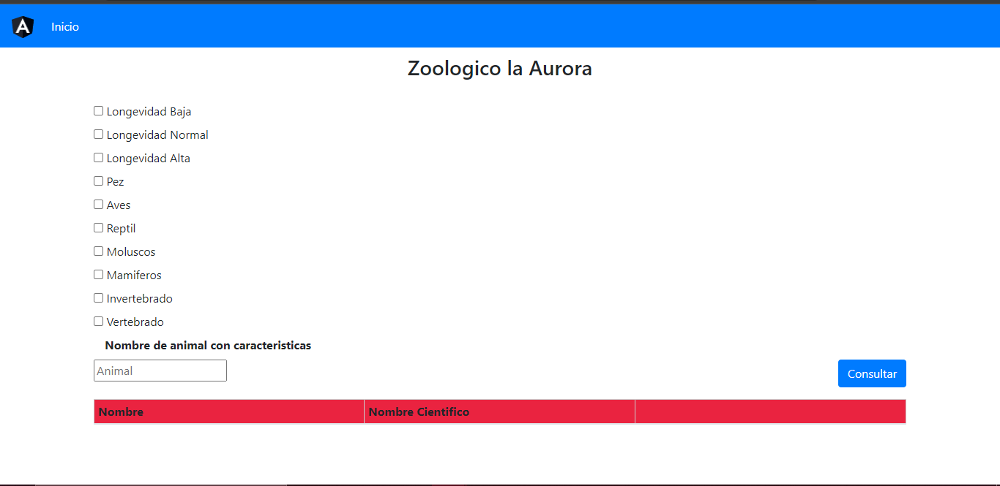 A Inicio
Zoologico la Aurora
Longevidad Baja
Longevidad Normal
Longevidad Alta
Pez
Aves
Reptil
Moluscos
Mamiferos
Invertebrado
Vertebrado
Nombre de animal con caracteristicas
Animal Consultar
Nombre Nombre Cientifico